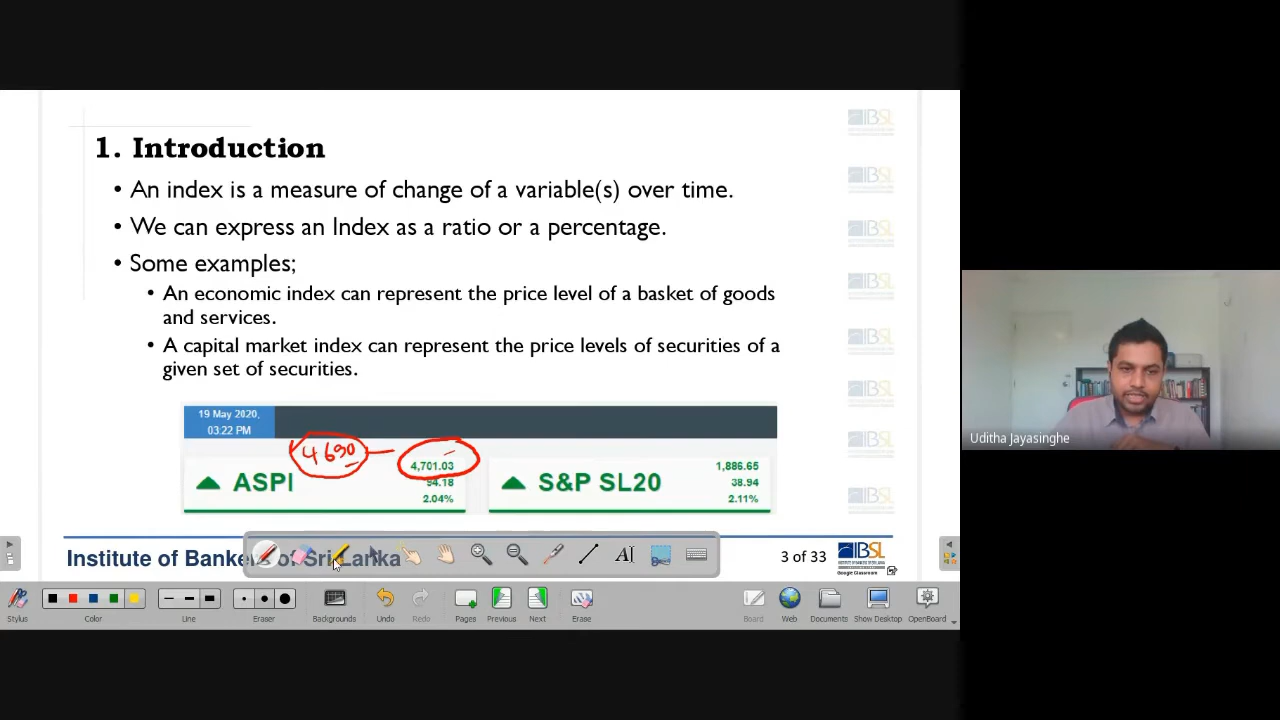 1. Introduction
• An index is a measure of change of a variable(s) over time.
• We can express an Index as a ratio or a percentage.
• Some examples;
• An economic index can represent the price level of a basket of goods
and services.
• A capital market index can represent the price levels of securities of a
given set of securities.
19 May 2020,
03:22 PM
4690
ASPI
4,701.03
94.18
2.04%
S&P SL20
1,886.65
38.94
2.11%
Institute of Banke of Sri Lanka
3 of 33
IBSL
Google Classroom
Uditha Jayasinghe
Stylus
Color
Line
Eraser
Backgrounds
Undo
Redo
Pages
Previous
Next
Erase
Board
Web
Documents
Show Desktop
OpenBoard